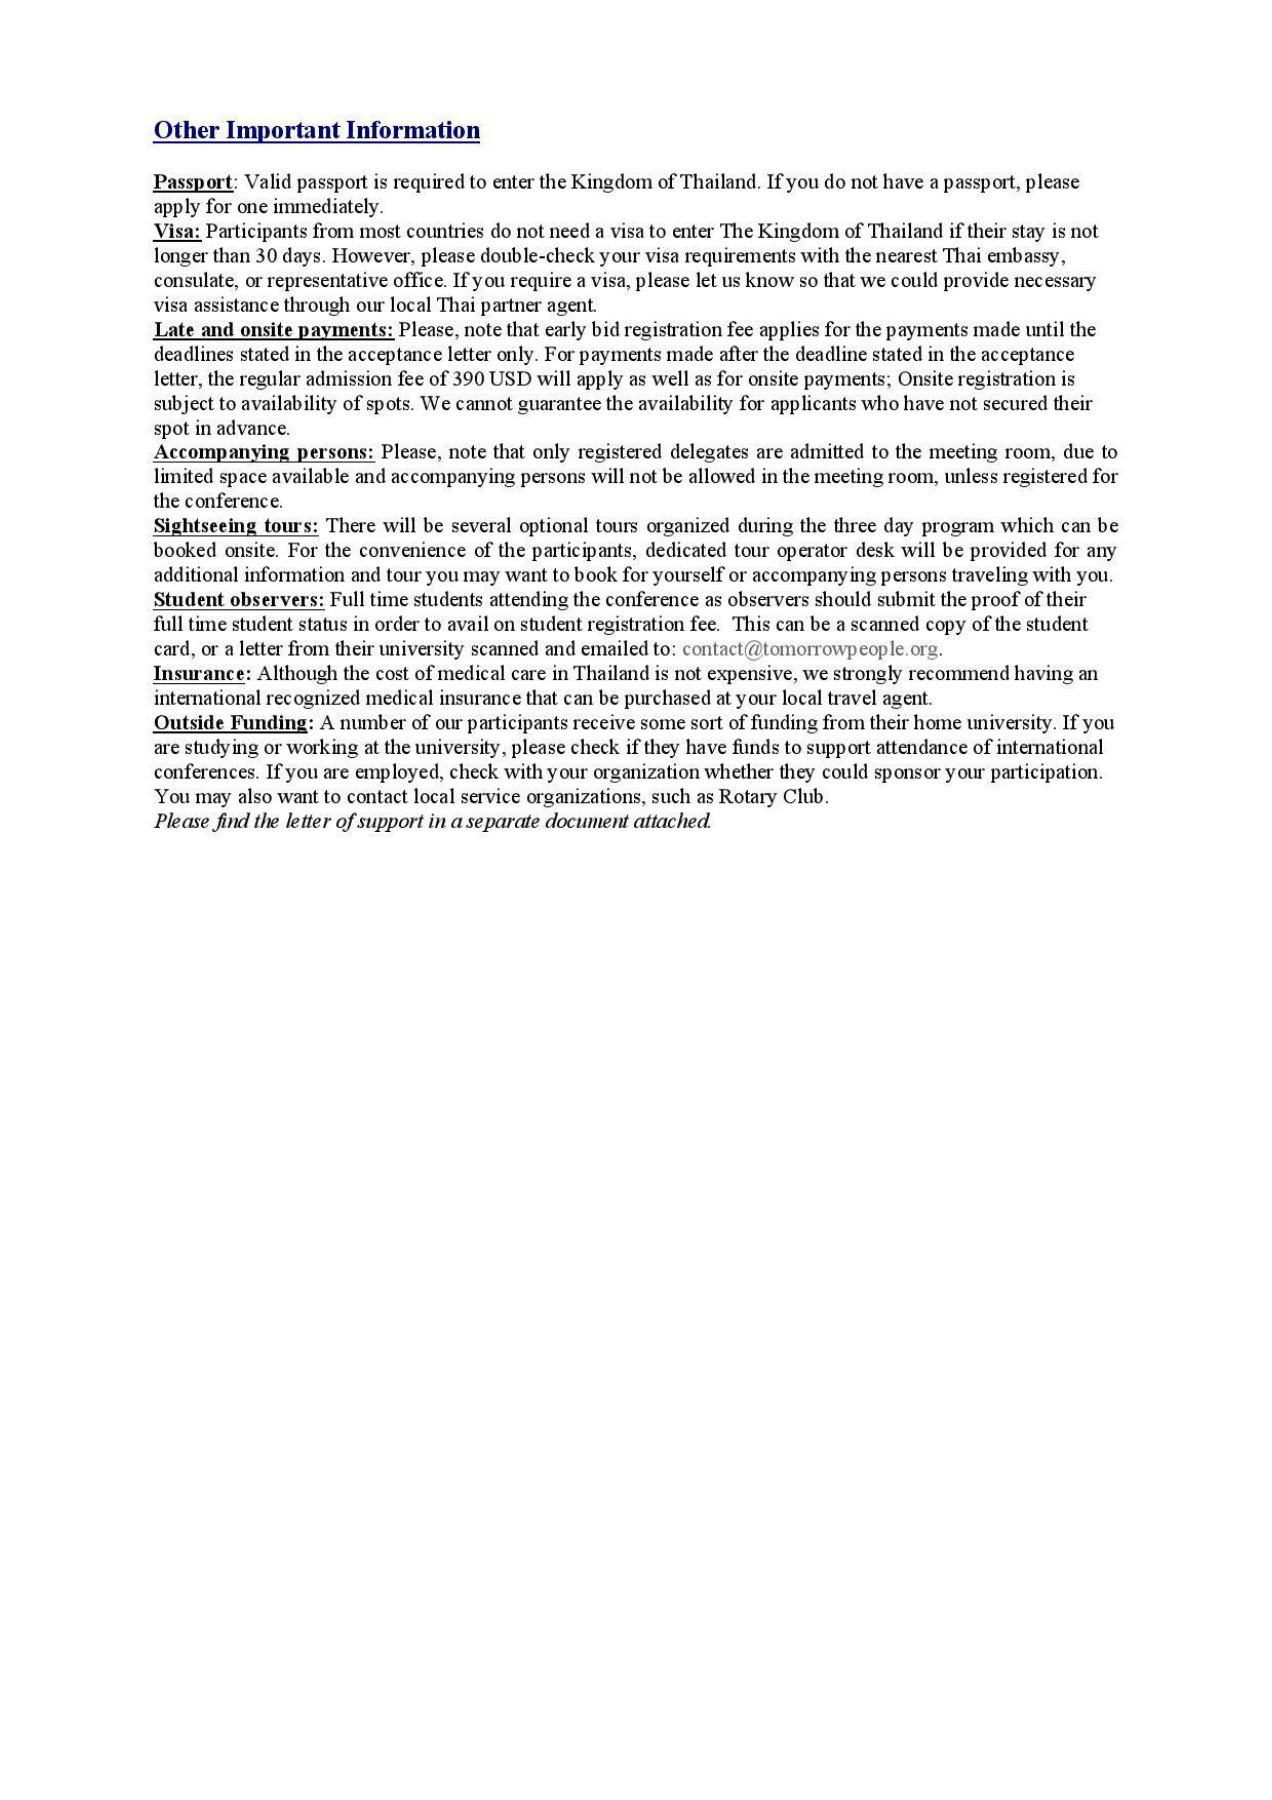 Other Important Information
Passport: Valid passport is required to enter the Kingdom of Thailand. If you do not have a passport, please
apply for one immediately.
Visa: Participants from most countries do not need a visa to enter The Kingdom of Thailand if their stay is not
longer than 30 days. However, please double-check your visa requirements with the nearest Thai embassy,
consulate, or representative office. If you require a visa, please let us know so that we could provide necessary
visa assistance through our local Thai partner agent.
Late and onsite payments: Please, note that early bid registration fee applies for the payments made until the
deadlines stated in the acceptance letter only. For payments made after the deadline stated in the acceptance
letter, the regular admission fee of 390 USD will apply as well as for onsite payments; Onsite registration is
subject to availability of spots. We cannot guarantee the availability for applicants who have not secured their
spot in advance.
Accompanying persons: Please, note that only registered delegates are admitted to the meeting room, due to
limited space available and accompanying persons will not be allowed in the meeting room, unless registered for
the conference.
Sightseeing tours: There will be several optional tours organized during the three day program which can be
booked onsite. For the convenience of the participants, dedicated tour operator desk will be provided for any
additional information and tour you may want to book for yourself or accompanying persons traveling with you.
Student observers: Full time students attending the conference as observers should submit the proof of their
full time student status in order to avail on student registration fee. This can be a scanned copy of the student
card, or a letter from their university scanned and emailed to: contact@tomorrowpeople.org.
Insurance: Although the cost of medical care in Thailand is not expensive, we strongly recommend having an
international recognized medical insurance that can be purchased at your local travel agent.
Outside Funding: A number of our participants receive some sort of funding from their home university. If you
are studying or working at the university, please check if they have funds to support attendance of international
conferences. If you are employed, check with your organization whether they could sponsor your participation.
You may also want to contact local service organizations, such as Rotary Club.
Please find the letter of support in a separate document attached.